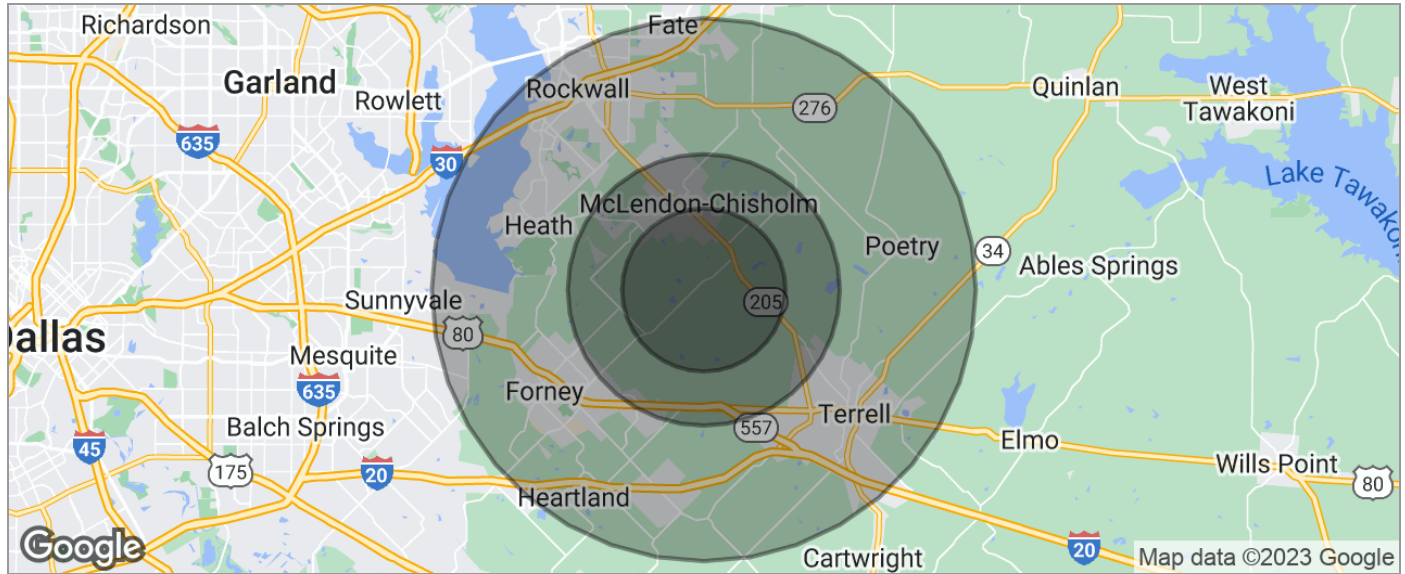 Richardson
Fate
Garland
Rowlett
Rockwall
Quinlan
West
Tawakoni
276
635
30
Lake Tawako
McLendon-Chisholm
Heath
Poetry
34
Ables Springs
Sunnyvale
205
80
Dallas
Mesquite
635
Forney
Terrell
Balch Springs
557
45
Elmo
175
20
Wills Point
80
Heartland
Google
Cartwright
20
Map data ©2023 Google